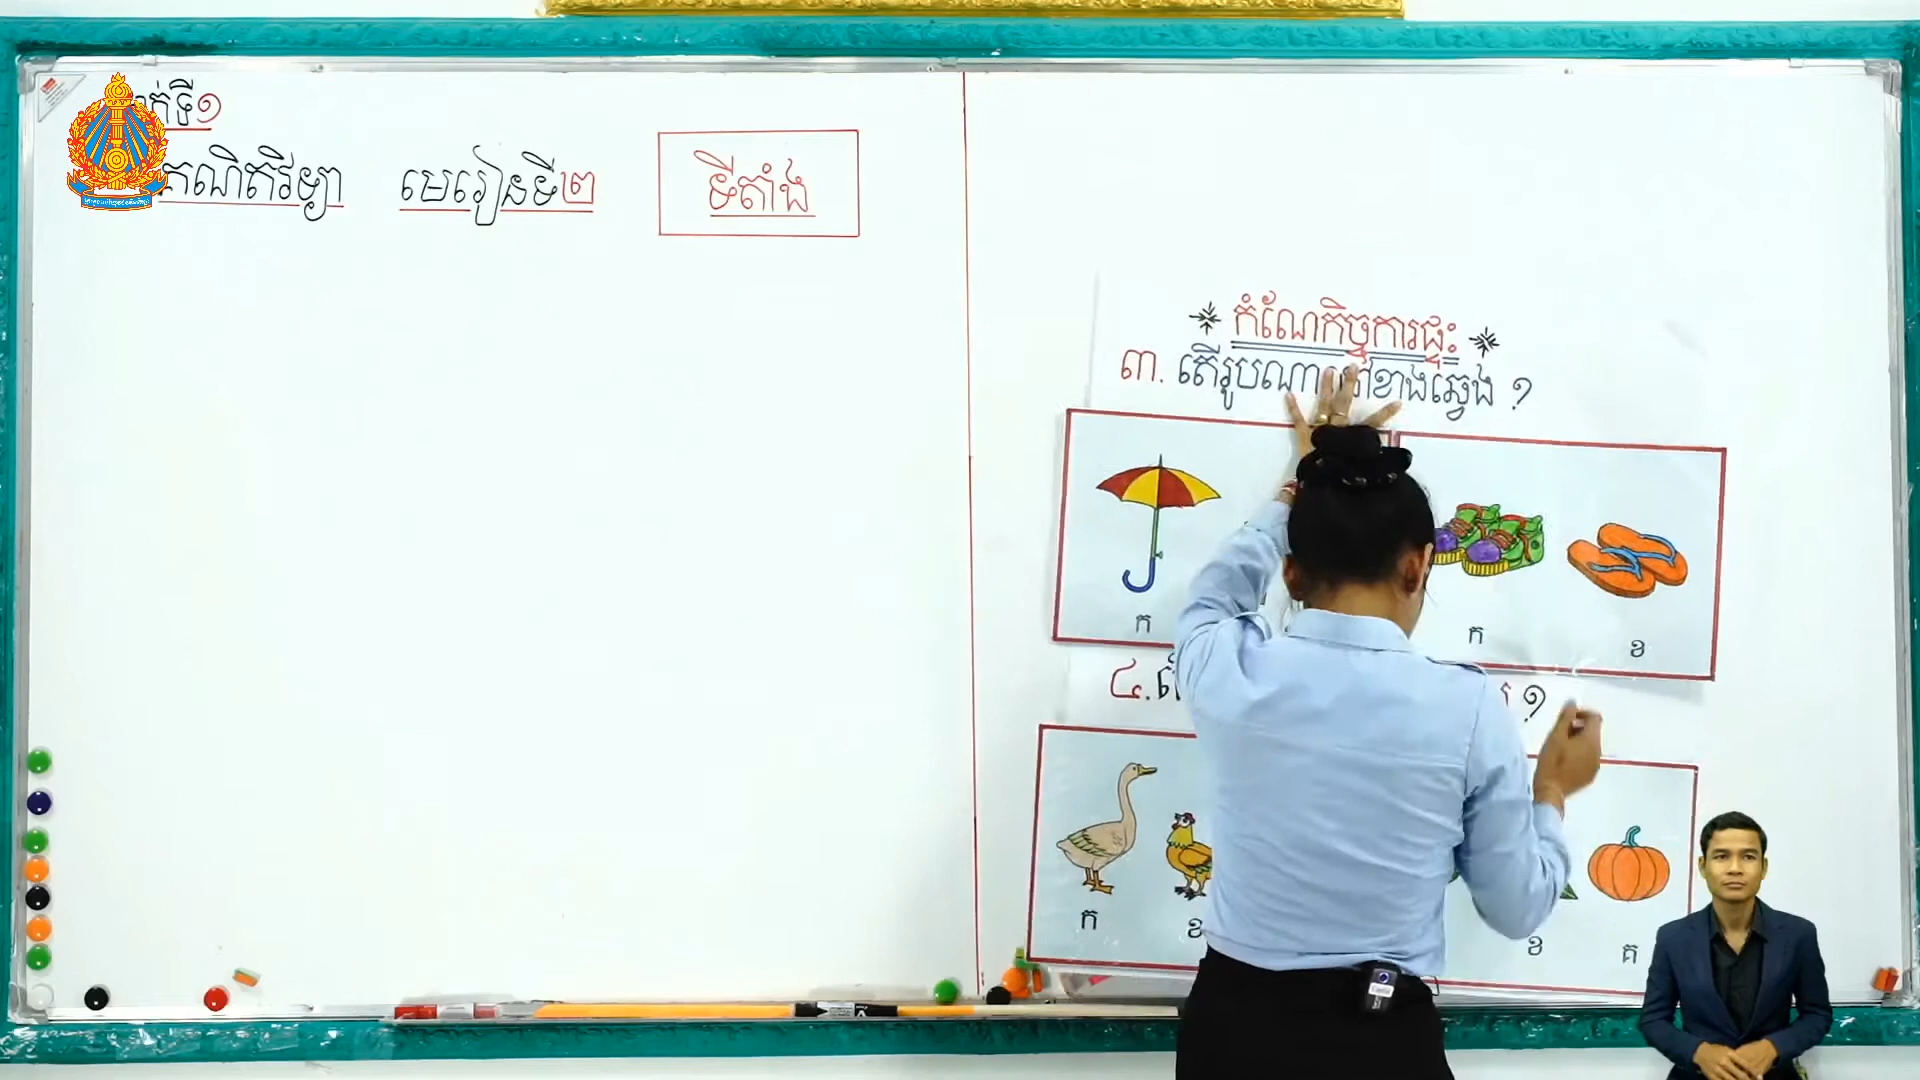 ទី១
គណិតវិទ្យា មេរៀនទី២ ទីតាំង
កំណែកិច្ចការផ្ទះ
៣. តើរូបណានៅខាងឆ្វេង ?
ក ក ខ
៤. ?
ក ខ ខ គ